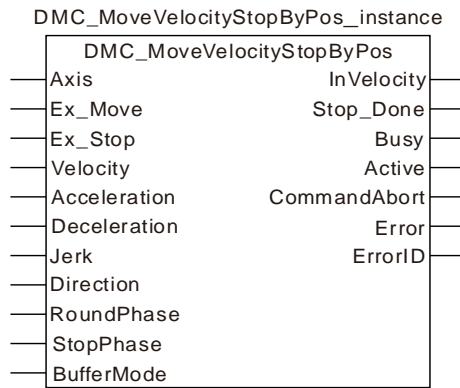 DMC_MoveVelocityStopByPos_instance
DMC_MoveVelocityStopByPos
Axis InVelocity
Ex_Move Stop_Done
Ex_Stop Busy
Velocity Active
Acceleration CommandAbort
Deceleration Error
Jerk ErrorID
Direction
RoundPhase
StopPhase
BufferMode